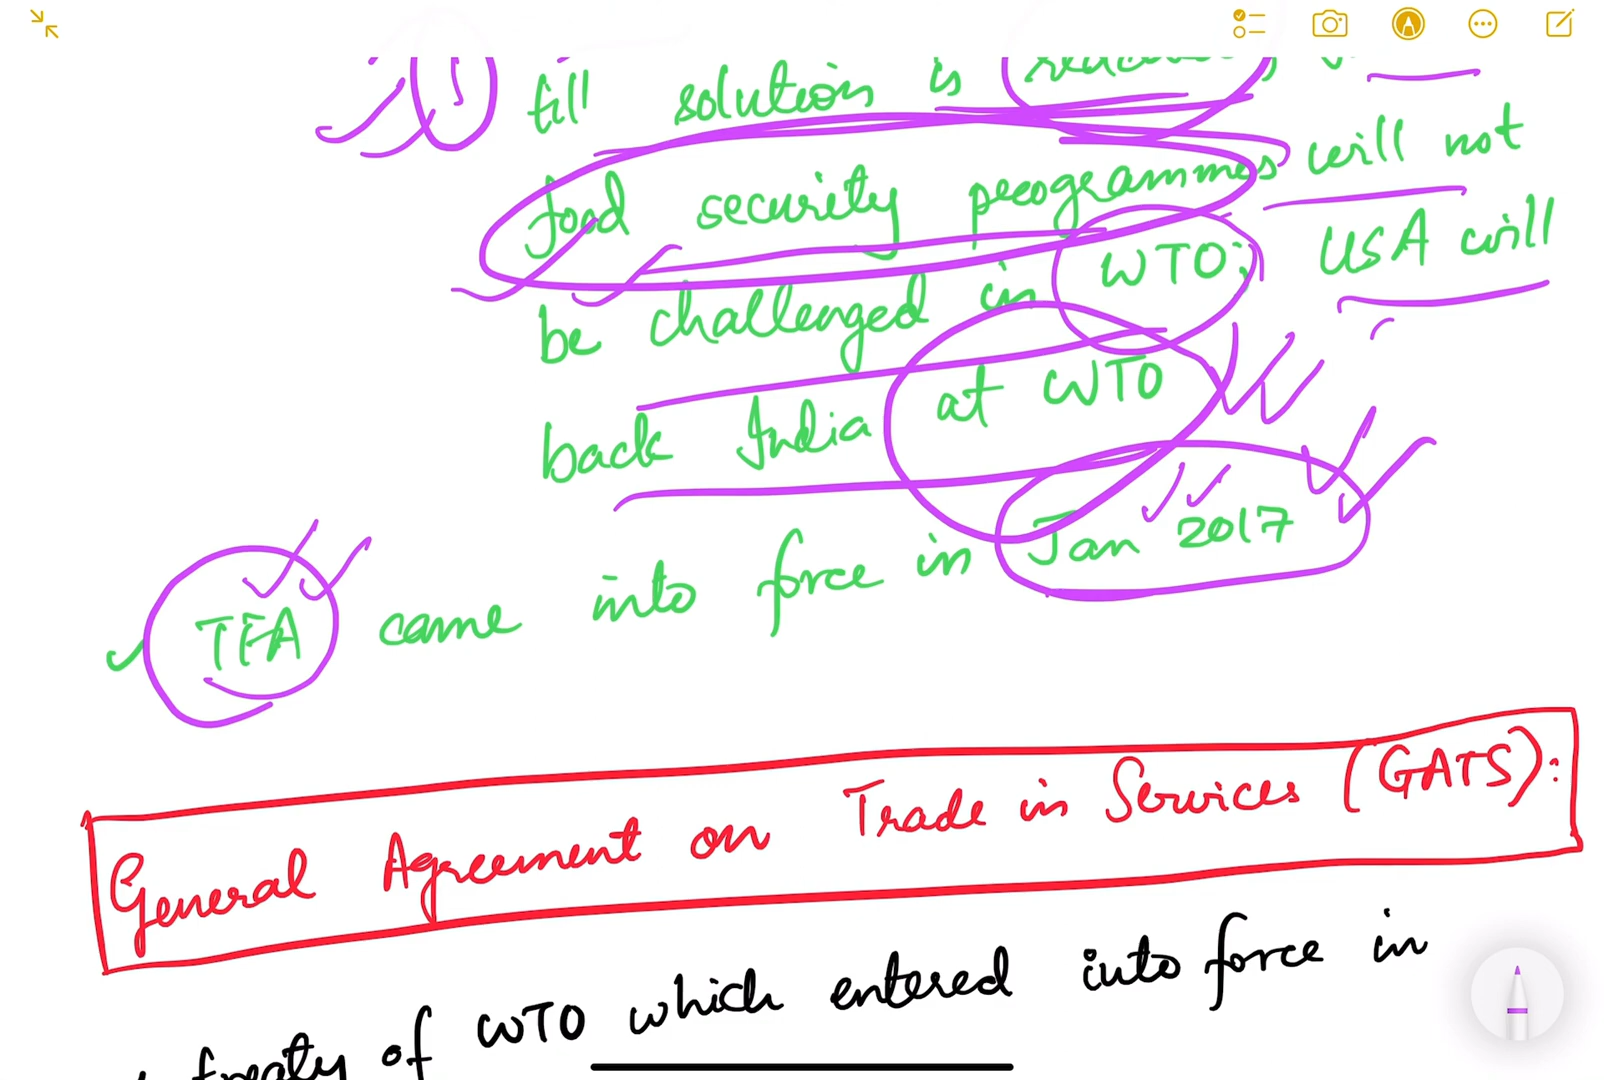 till solution is
food security programmes will not
be challenged in WTO; USA will
back India at WTO
TFA came into force in Jan 2017
General Agreement on Trade in Services (GATS):
treaty of WTO which entered into force in